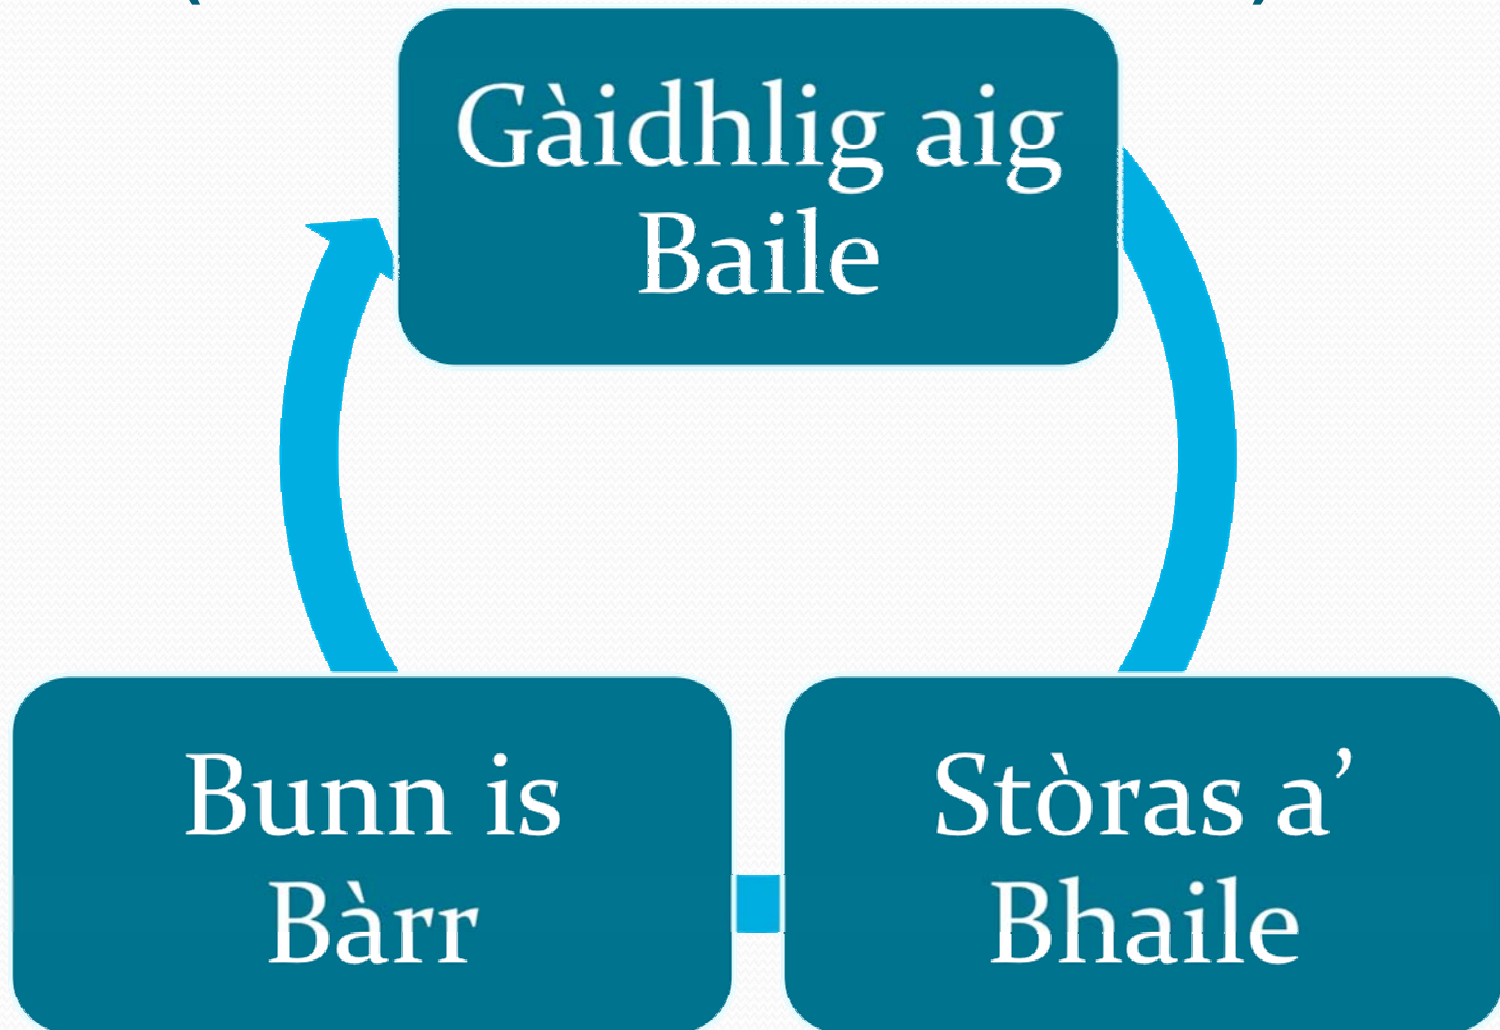 Gàidhlig aig
Baile
Bunn is
Bàrr
Stòras a’
Bhaile